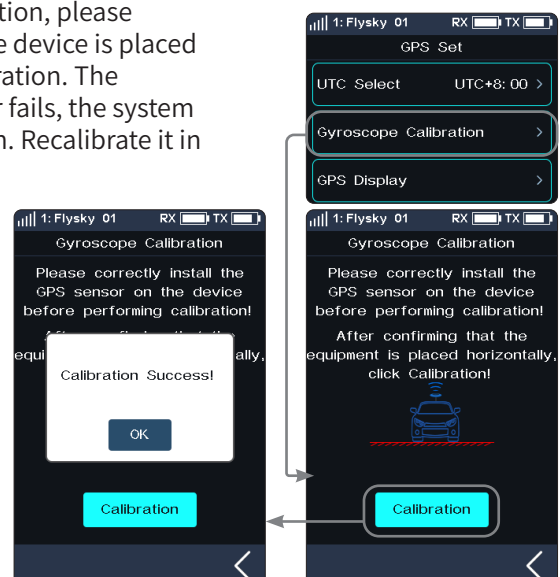 tion, please
e device is placed
ration. The
r fails, the system
n. Recalibrate it in
1: Flysky 01 RX TX
GPS Set
UTC Select UTC+8: 00 >
Gyroscope Calibration >
GPS Display >
1: Flysky 01 RX TX
Gyroscope Calibration
Please correctly install the
GPS sensor on the device
before performing calibration!
equi ally,
Calibration Success!
OK
Calibration
1: Flysky 01 RX TX
Gyroscope Calibration
Please correctly install the
GPS sensor on the device
before performing calibration!
After confirming that the
equipment is placed horizontally,
click Calibration!
Calibration